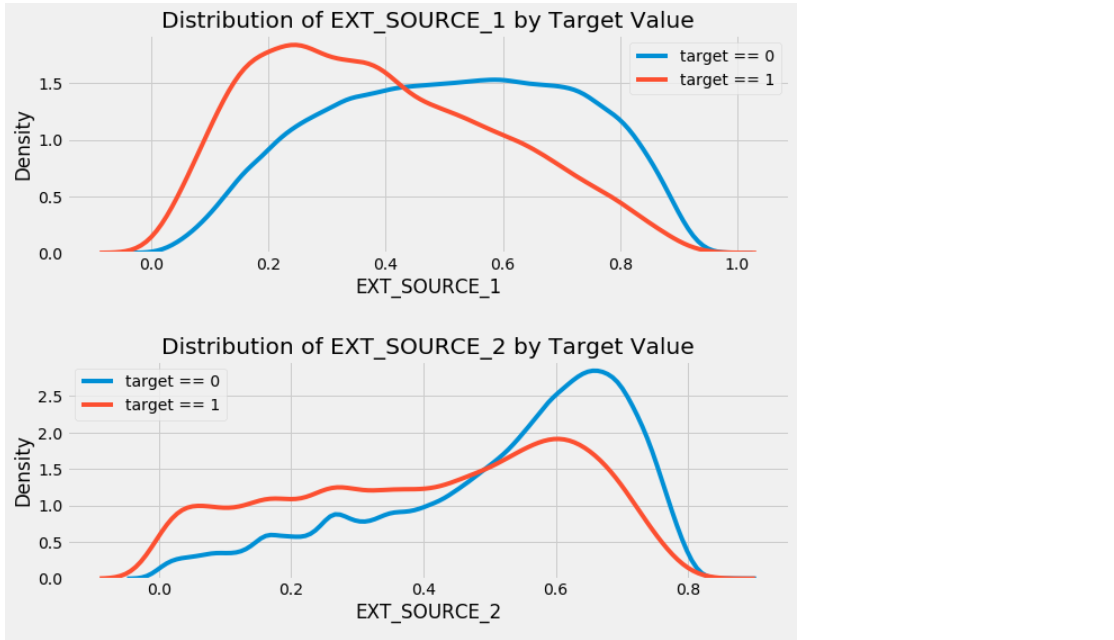 Distribution of EXT_SOURCE_1 by Target Value
target == 0
target == 1
1.5
1.0
0.5
0.0
Density
0.0 0.2 0.4 0.6 0.8 1.0
EXT_SOURCE_1
Distribution of EXT_SOURCE_2 by Target Value
target == 0
target == 1
2.5
2.0
1.5
1.0
0.5
0.0
Density
0.0 0.2 0.4 0.6 0.8
EXT_SOURCE_2